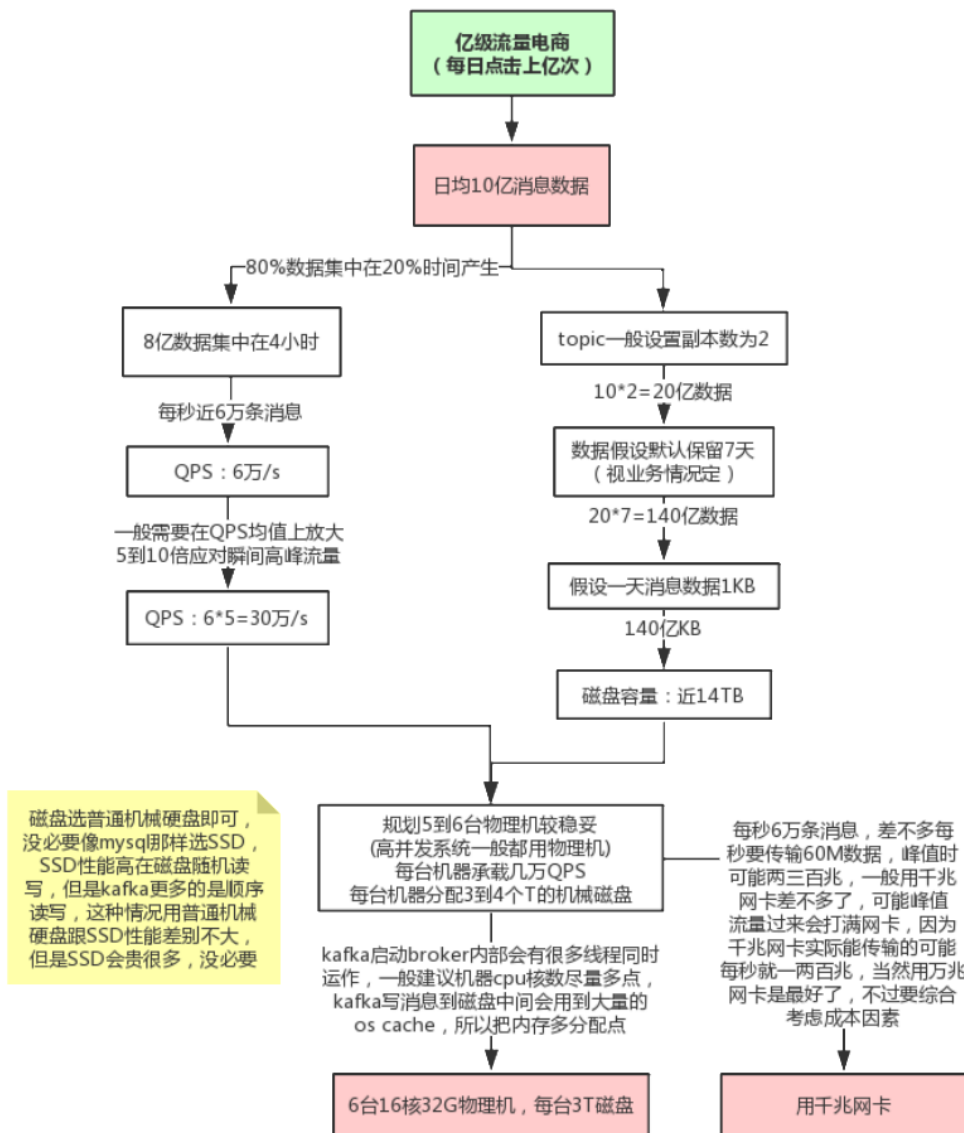 亿级流量电商
（每日点击上亿次）
日均10亿消息数据
80%数据集中在20%时间产生
8亿数据集中在4小时
每秒近6万条消息
QPS：6万/s
一般需要在QPS均值上放大
5到10倍应对瞬间高峰流量
QPS：6*5=30万/s
topic一般设置副本数为2
10*2=20亿数据
数据假设默认保留7天
（视业务情况定）
20*7=140亿数据
假设一天消息数据1KB
140亿KB
磁盘容量：近14TB
磁盘选普通机械硬盘即可，
没必要像mysql那样选SSD，
SSD性能高在磁盘随机读
写，但是kafka更多的是顺序
读写，这种情况用普通机械
硬盘跟SSD性能差别不大，
但是SSD会贵很多，没必要
规划5到6台物理机较稳妥
(高并发系统一般都用物理机)
每台机器承载几万QPS
每台机器分配3到4个T的机械磁盘
kafka启动broker内部会有很多线程同时
运作，一般建议机器cpu核数尽量多点，
kafka写消息到磁盘中间会用到大量的
os cache，所以把内存多分配点
6台16核32G物理机，每台3T磁盘
每秒6万条消息，差不多每
秒要传输60M数据，峰值时
可能两三百兆，一般用千兆
网卡差不多了，可能峰值
流量过来会打满网卡，因为
千兆网卡实际能传输的可能
每秒就一两百兆，当然用万兆
网卡是最好了，不过要综合
考虑成本因素
用千兆网卡